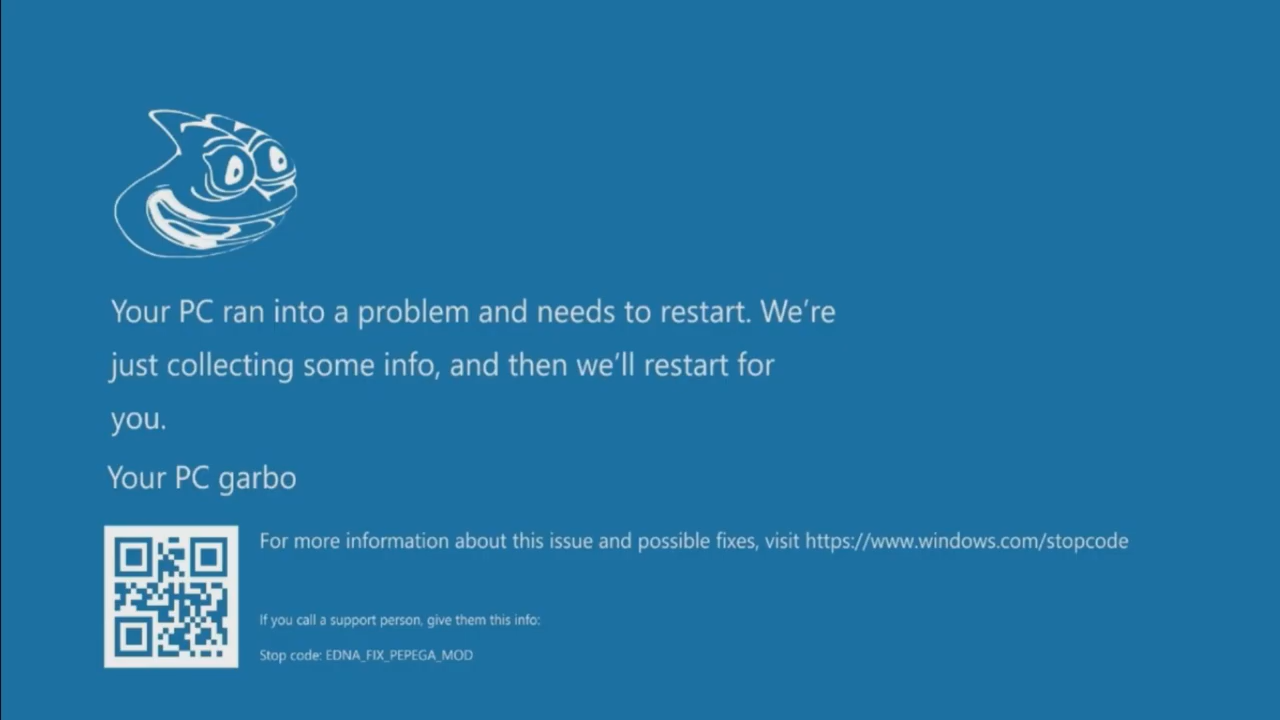 Your PC ran into a problem and needs to restart. We're
just collecting some info, and then we'll restart for
you.
Your PC garbo
For more information about this issue and possible fixes, visit https://www.windows.com/stopcode
If you call a support person, give them this info:
Stop code: EDNA_FIX_PEPEGA_MOD